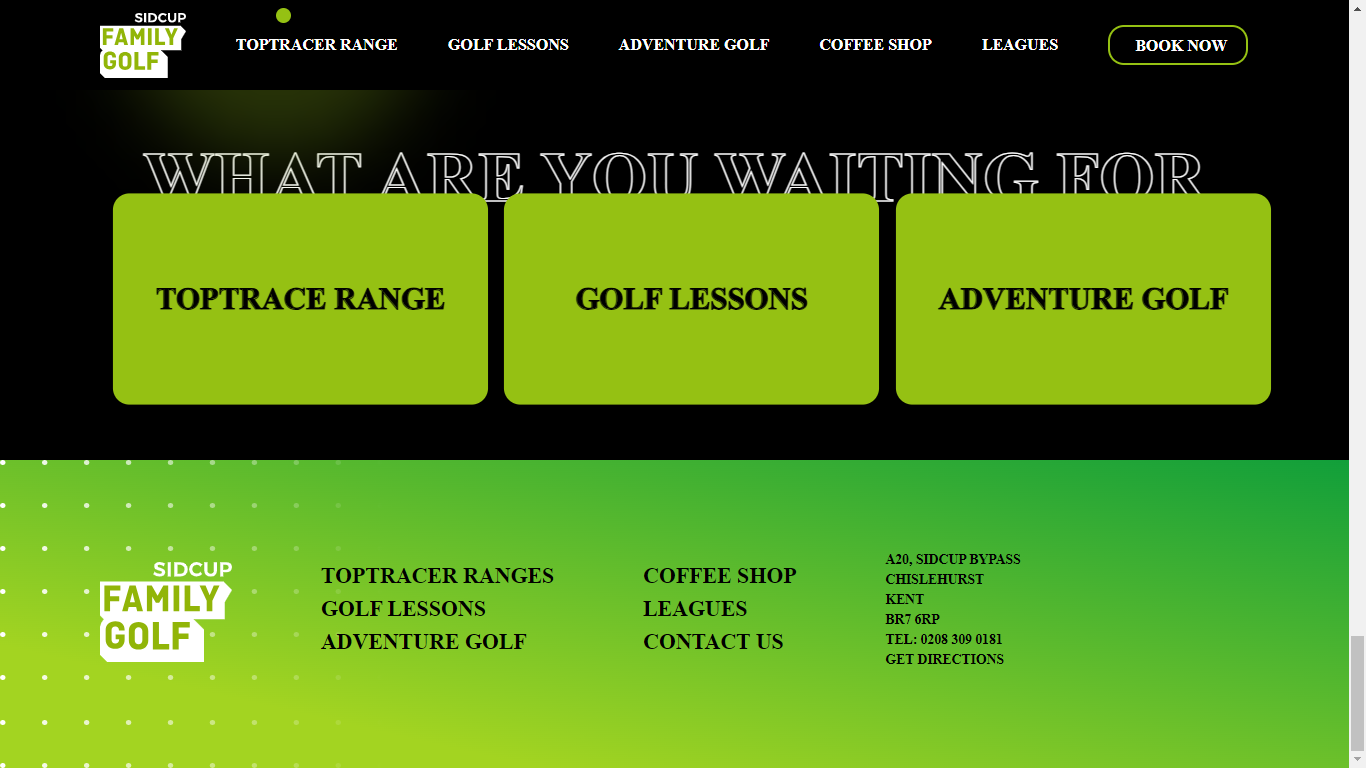 SIDCUP
FAMILY
GOLF
TOPTRACER RANGE
GOLF LESSONS
ADVENTURE GOLF
COFFEE SHOP
LEAGUES
BOOK NOW
WHAT ARE YOU WAITING FOR
TOPTRACE RANGE
GOLF LESSONS
ADVENTURE GOLF
SIDCUP
FAMILY
GOLF
TOPTRACER RANGES
GOLF LESSONS
ADVENTURE GOLF
COFFEE SHOP
LEAGUES
CONTACT US
A20, SIDCUP BYPASS
CHISLEHURST
KENT
BR7 6RP
TEL: 0208 309 0181
GET DIRECTIONS